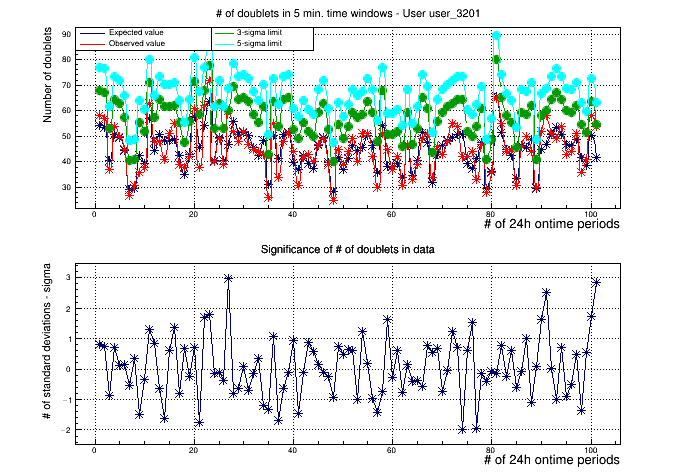 # of doublets in 5 min. time windows - User user_3201
Number of doublets
Expected value
Observed value
3-sigma limit
5-sigma limit
90
80
70
60
50
40
30
0 20 40 60 80 100
# of 24h ontime periods
Significance of # of doublets in data
# of standard deviations - sigma
3
2
1
0
−1
−2
0 20 40 60 80 100
# of 24h ontime periods